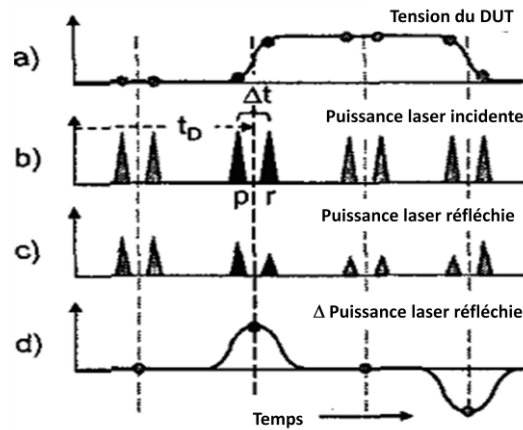 Tension du DUT
a)
Δt
Puissance laser incidente
t_D
b)
p r
Puissance laser réfléchie
c)
Δ Puissance laser réfléchie
d)
Temps